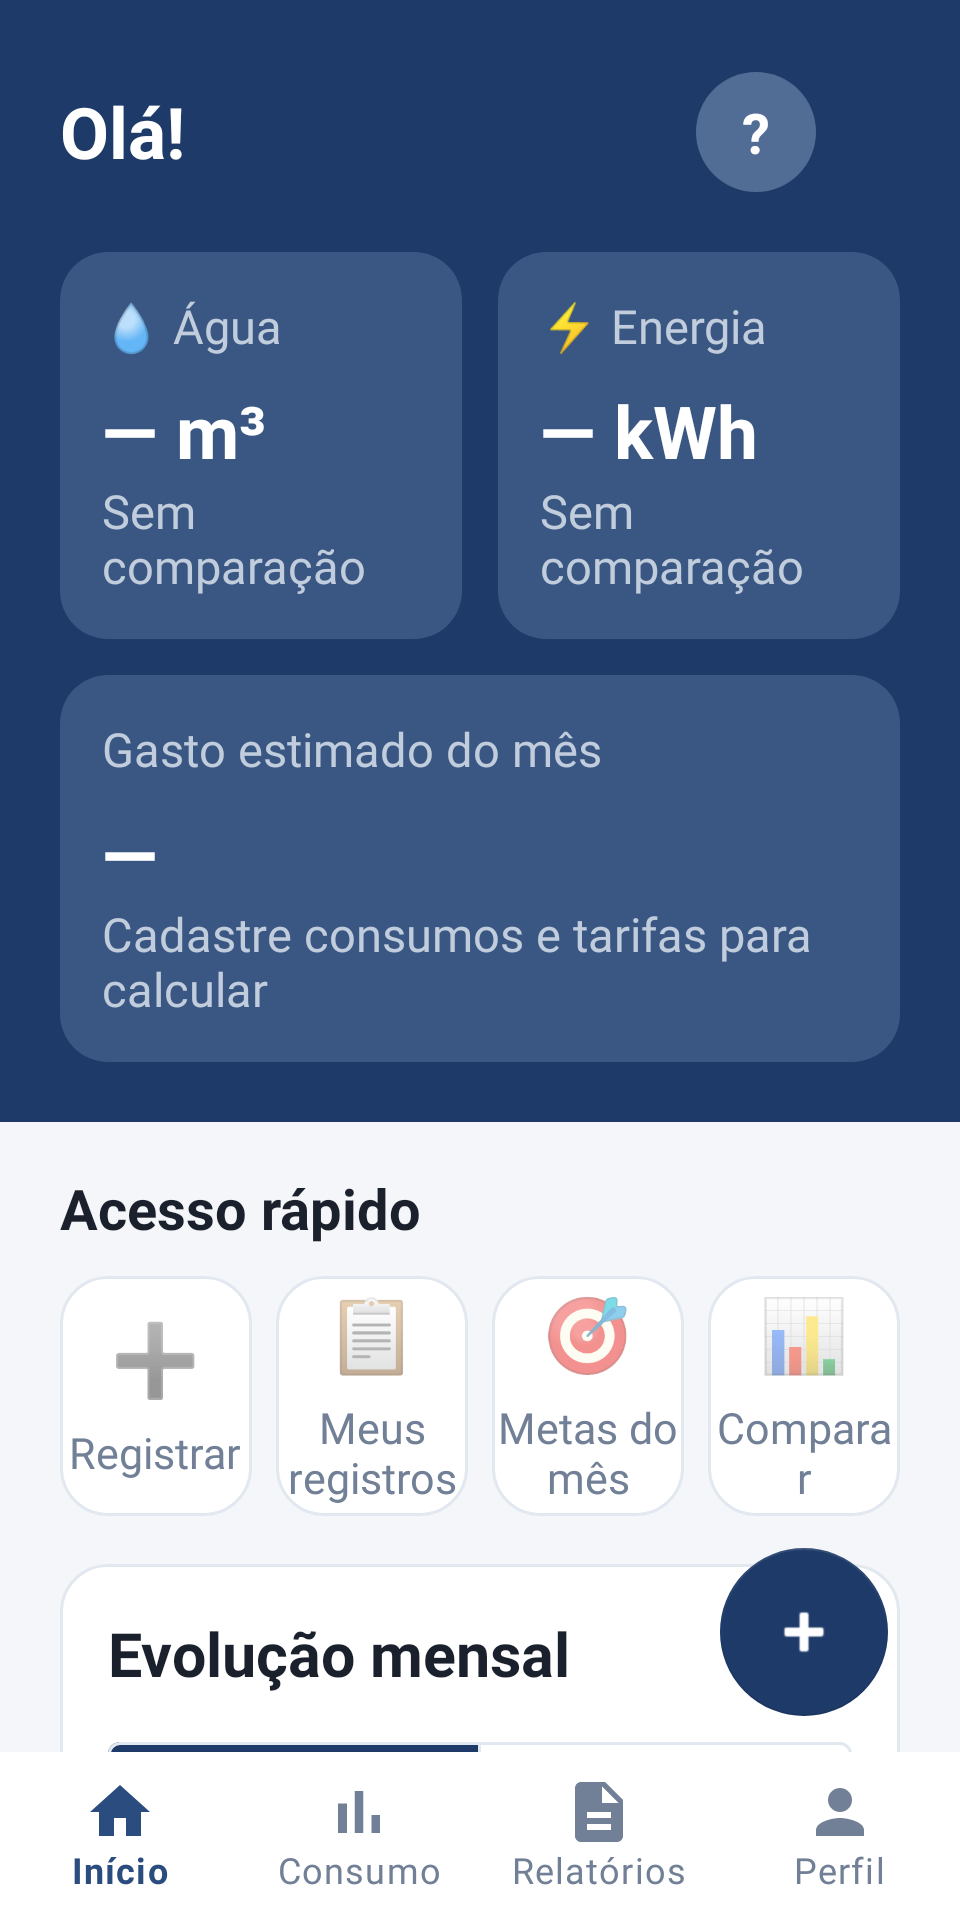 Olá!
?
Água
Energia
— m³
— kWh
Sem
comparação
Sem
comparação
Gasto estimado do mês
—
Cadastre consumos e tarifas para
calcular
Acesso rápido
Registrar
Meus
registros
Metas do
mês
Compara
r
Evolução mensal
+
Início
Consumo
Relatórios
Perfil